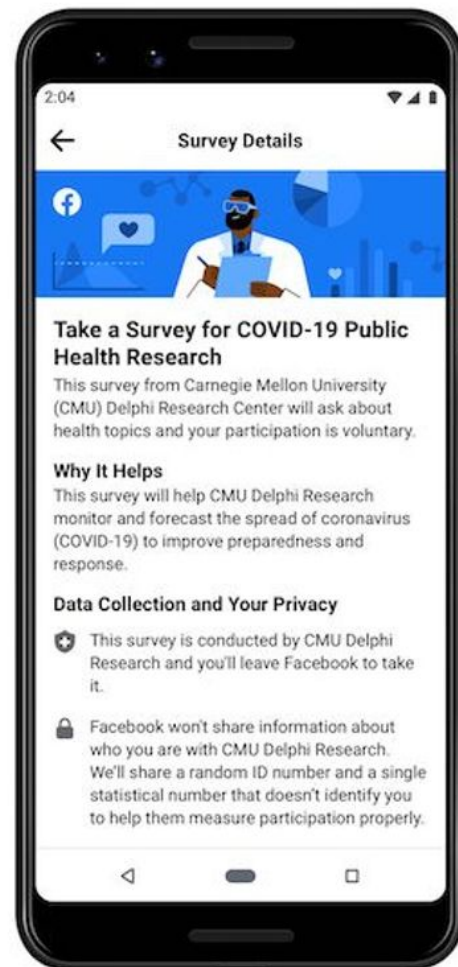 2:04
Survey Details
Take a Survey for COVID-19 Public
Health Research
This survey from Carnegie Mellon University
(CMU) Delphi Research Center will ask about
health topics and your participation is voluntary.
Why It Helps
This survey will help CMU Delphi Research
monitor and forecast the spread of coronavirus
(COVID-19) to improve preparedness and
response.
Data Collection and Your Privacy
This survey is conducted by CMU Delphi
Research and you'll leave Facebook to take
it.
Facebook won't share information about
who you are with CMU Delphi Research.
We'll share a random ID number and a single
statistical number that doesn't identify you
to help them measure participation properly.